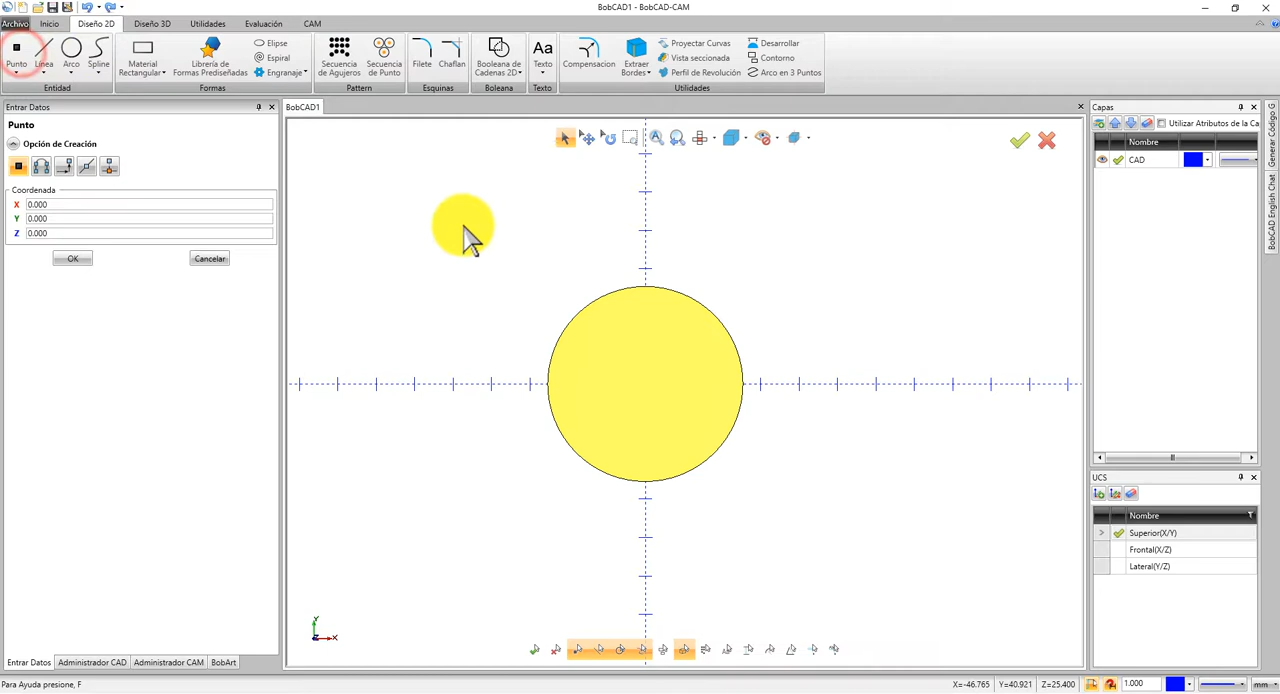 BobCAD1 - BobCAD-CAM
Archivo
Inicio
Diseño 2D
Diseño 3D
Utilidades
Evaluación
CAM
Punto
Línea
Arco
Spline
Material Rectangular
Librería de Formas Prediseñadas
Elipse
Espiral
Engranaje
Secuencia de Agujeros
Secuencia de Punto
Filete
Chaflan
Booleana de Cadenas 2D
Texto
Compensacion
Extraer Bordes
Proyectar Curvas
Vista seccionada
Perfil de Revolución
Desarrollar
Contorno
Arco en 3 Puntos
Entidad
Formas
Pattern
Esquinas
Boleana
Texto
Utilidades
Entrar Datos
Punto
Opción de Creación
Coordenada
X 0.000
Y 0.000
Z 0.000
OK
Cancelar
BobCAD1
Y
X
Capas
Utilizar Atributos de la Ca
Nombre
CAD
UCS
Nombre
Superior(X/Y)
Frontal(X/Z)
Lateral(Y/Z)
Generar Código G
BobCAD English Chat
Entrar Datos
Administrador CAD
Administrador CAM
BobArt
Para Ayuda presione, F
X=-46.765
Y=40.921
Z=25.400
1.000
mm